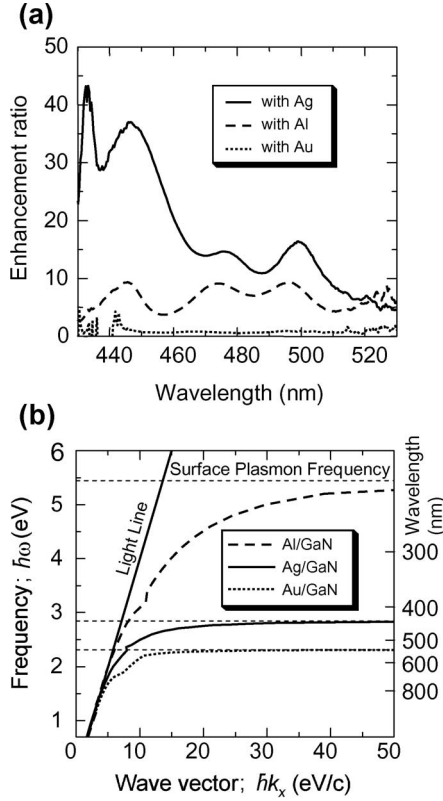 (a)
Enhancement ratio
50
40
30
20
10
0
with Ag
with Al
with Au
440 460 480 500 520
Wavelength (nm)
(b)
Frequency; ℏω (eV)
6
5
4
3
2
1
Light Line
Surface Plasmon Frequency
Al/GaN
Ag/GaN
Au/GaN
Wavelength
(nm)
300
400
500
600
800
0 10 20 30 40 50
Wave vector; ℏkₓ (eV/c)